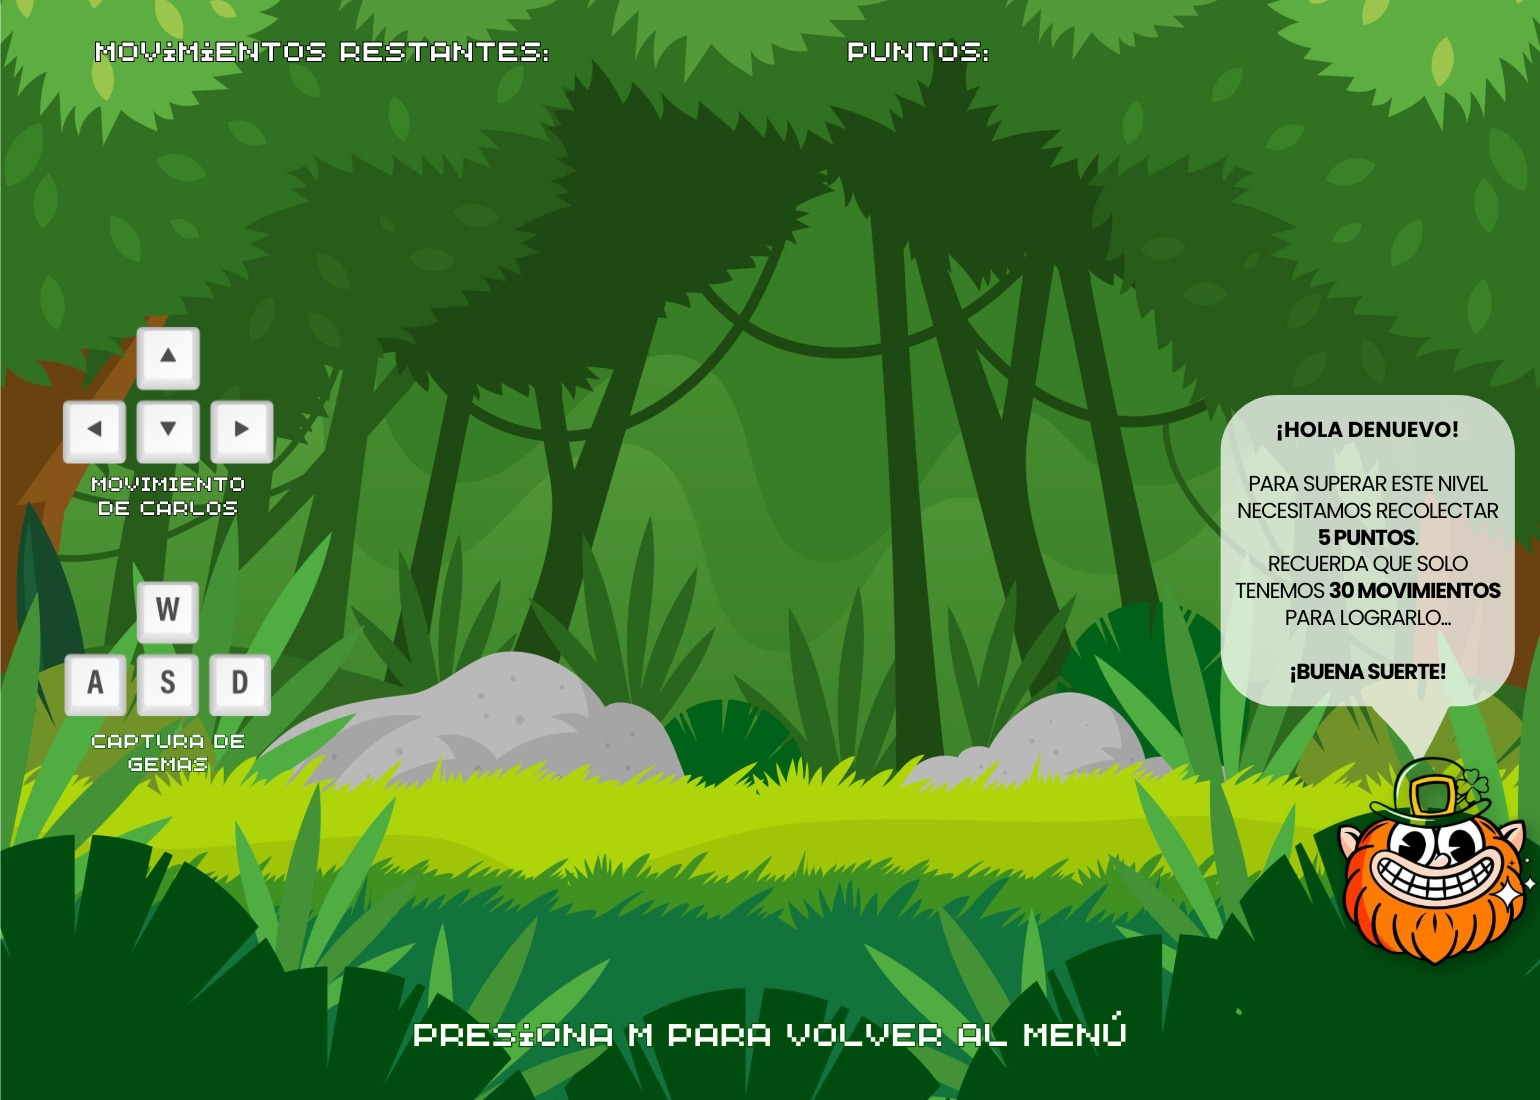 MOViMiENTOS RESTANTES:
PUNTOS:
MOVIMIENTO
DE CARLOS
W
A S D
CAPTURA DE
GEMAS
¡HOLA DENUEVO!
PARA SUPERAR ESTE NIVEL
NECESITAMOS RECOLECTAR
5 PUNTOS.
RECUERDA QUE SOLO
TENEMOS 30 MOVIMIENTOS
PARA LOGRARLO...
¡BUENA SUERTE!
PRESiONA M PARA VOLVER AL MENÚ